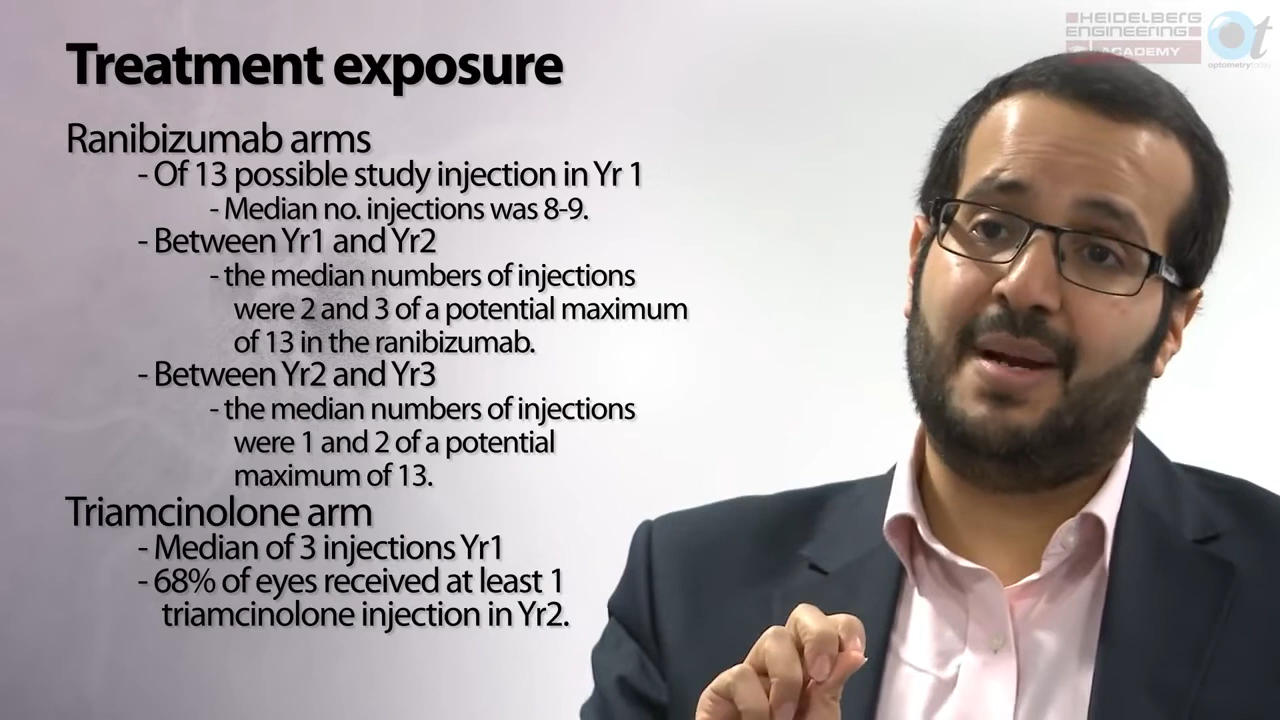 Treatment exposure
Ranibizumab arms
- Of 13 possible study injection in Yr 1
- Median no. injections was 8-9.
- Between Yr1 and Yr2
- the median numbers of injections
were 2 and 3 of a potential maximum
of 13 in the ranibizumab.
- Between Yr2 and Yr3
- the median numbers of injections
were 1 and 2 of a potential
maximum of 13.
Triamcinolone arm
- Median of 3 injections Yr1
- 68% of eyes received at least 1
triamcinolone injection in Yr2.
HEIDELBERG
ENGINEERING
ACADEMY
Ot
optometrytoday